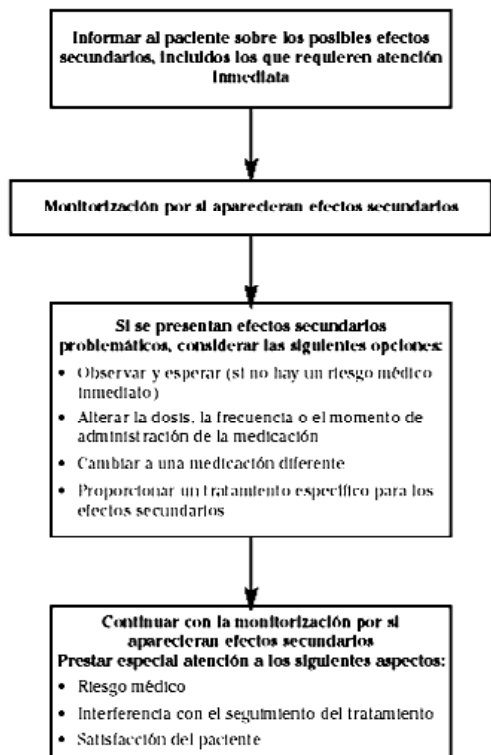 Informar al paciente sobre los posibles efectos
secundarios, incluidos los que requieren atención
inmediata
Monitorización por si aparecieran efectos secundarios
Si se presentan efectos secundarios
problemáticos, considerar las siguientes opciones:
• Observar y esperar (si no hay un riesgo médico
inmediato)
• Alterar la dosis, la frecuencia o el momento de
administración de la medicación
• Cambiar a una medicación diferente
• Proporcionar un tratamiento específico para los
efectos secundarios
Continuar con la monitorización por si
aparecieran efectos secundarios
Prestar especial atención a los siguientes aspectos:
• Riesgo médico
• Interferencia con el seguimiento del tratamiento
• Satisfacción del paciente